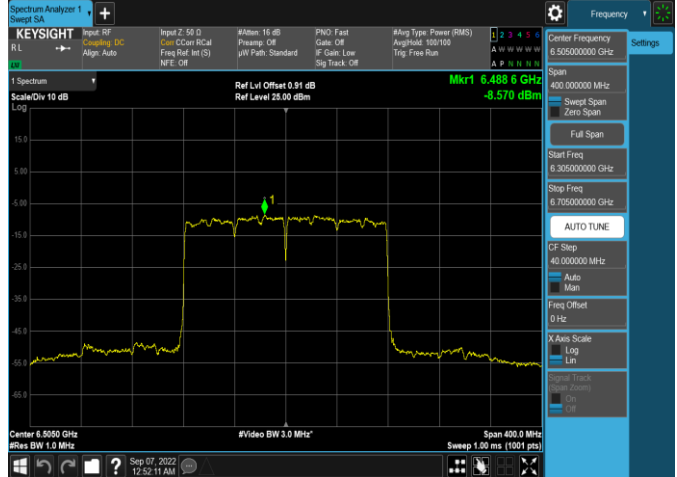 Spectrum Analyzer 1
Swept SA
Frequency
KEYSIGHT
RL
Input: RF
Coupling: DC
Align: Auto
Input Z: 50 Ω
Corr CCorr RCal
Freq Ref: Int (S)
NFE: Off
#Atten: 16 dB
Preamp: Off
µW Path: Standard
PNO: Fast
Gate: Off
IF Gain: Low
Sig Track: Off
#Avg Type: Power (RMS)
Avg|Hold: 100/100
Trig: Free Run
1 2 3 4 5 6
A W W W W W
A P N N N N
1 Spectrum
Scale/Div 10 dB
Log
Ref Lvl Offset 0.91 dB
Ref Level 25.00 dBm
Mkr1 6.488 6 GHz
-8.570 dBm
15.0
5.00
1
-25.0
-35.0
-45.0
-55.0
-65.0
Center 6.5050 GHz
#Res BW 1.0 MHz
#Video BW 3.0 MHz*
Span 400.0 MHz
Sweep 1.00 ms (1001 pts)
Sep 07, 2022
12:52:11 AM
Center Frequency
6.505000000 GHz
Settings
Span
400.000000 MHz
Swept Span
Zero Span
Full Span
Start Freq
6.305000000 GHz
Stop Freq
6.705000000 GHz
AUTO TUNE
CF Step
40.000000 MHz
Auto
Man
Freq Offset
0 Hz
X Axis Scale
Log
Lin
Signal Track
(Span Zoom)
On
Off